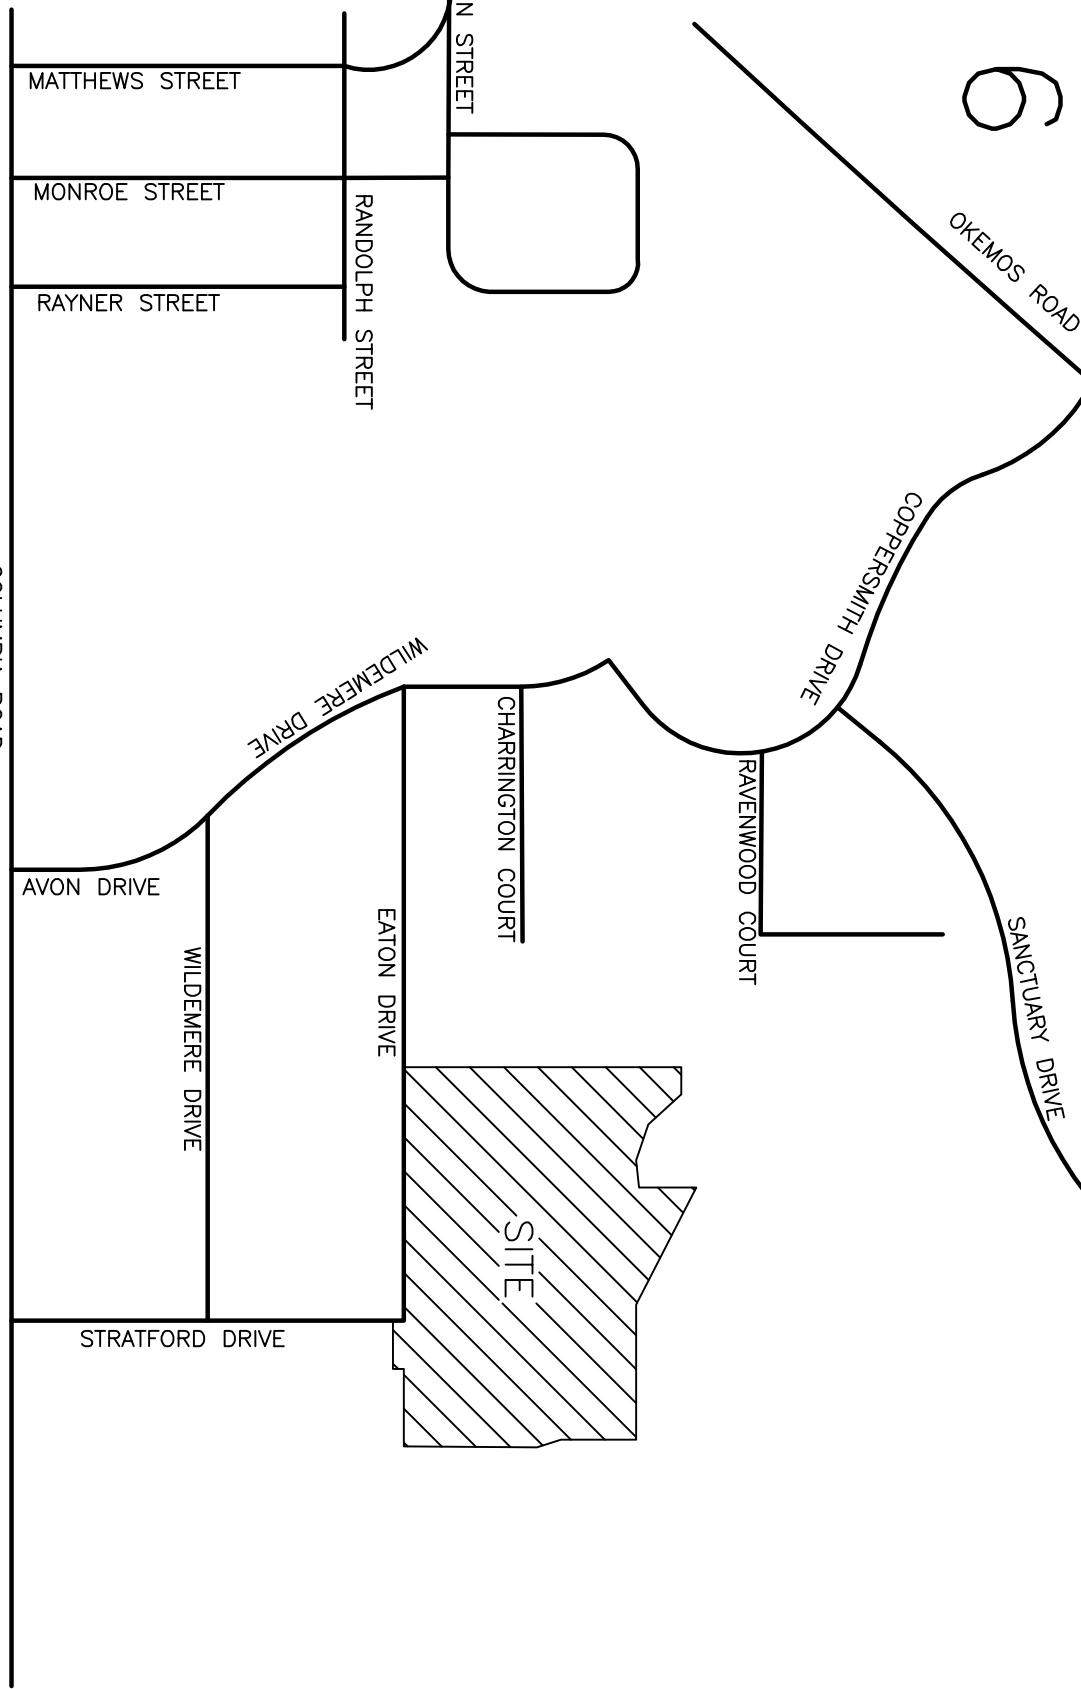 N STREET
MATTHEWS STREET
MONROE STREET
RANDOLPH STREET
RAYNER STREET
6
OKEMOS ROAD
COPPERSMITH DRIVE
WILDEMERE DRIVE
CHARRINGTON COURT
RAVENWOOD COURT
AVON DRIVE
EATON DRIVE
WILDEMERE DRIVE
SANCTUARY DRIVE
SITE
STRATFORD DRIVE